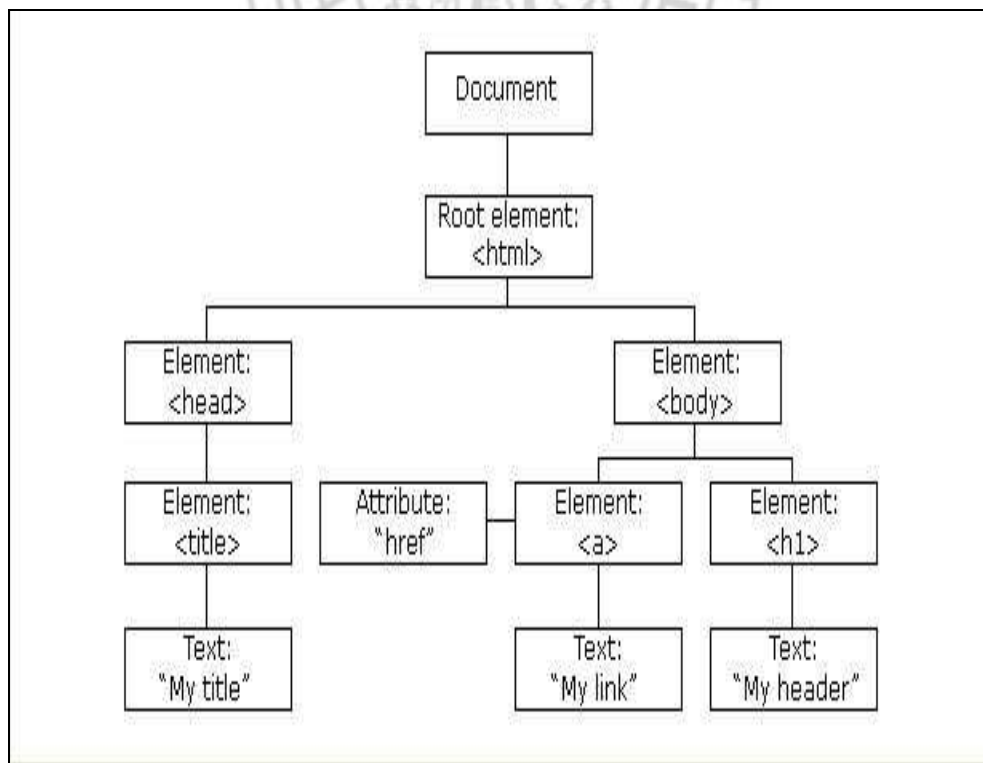 Document
Root element:
<html>
Element:
<head>
Element:
<body>
Element:
<title>
Attribute:
“href”
Element:
<a>
Element:
<h1>
Text:
“My title”
Text:
“My link”
Text:
“My header”